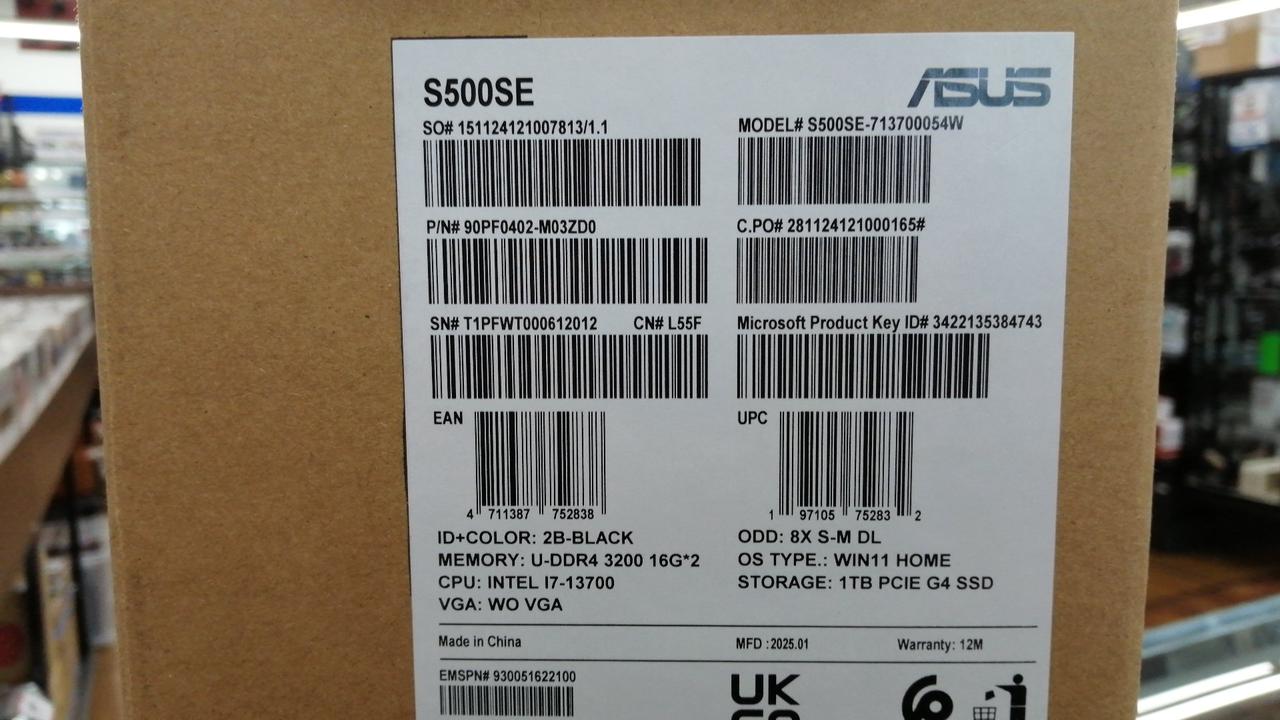 S500SE
ASUS
SO# 151124121007813/1.1
MODEL# S500SE-713700054W
P/N# 90PF0402-M03ZD0
C.PO# 281124121000165#
SN# T1PFWT000612012 CN# L55F
Microsoft Product Key ID# 3422135384743
EAN
4 711387 752838
UPC
1 97105 75283 2
ID+COLOR: 2B-BLACK
MEMORY: U-DDR4 3200 16G*2
CPU: INTEL I7-13700
VGA: WO VGA
ODD: 8X S-M DL
OS TYPE.: WIN11 HOME
STORAGE: 1TB PCIE G4 SSD
Made in China
MFD :2025.01
Warranty: 12M
EMSPN# 930051622100
UK
CA